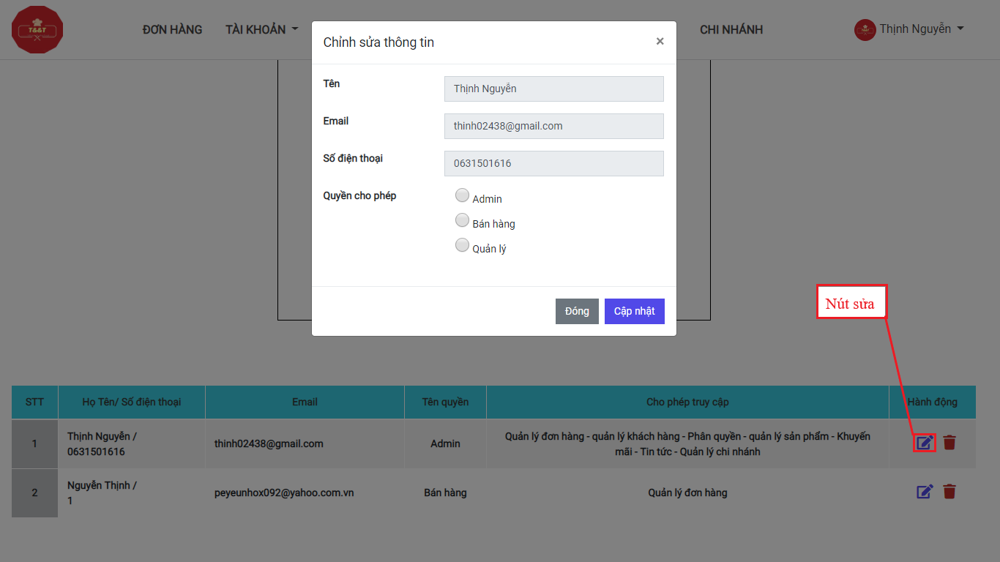 T&&T
ĐƠN HÀNG
TÀI KHOẢN
CHI NHÁNH
Thịnh Nguyễn
Chỉnh sửa thông tin
×
Tên
Thịnh Nguyễn
Email
thinh02438@gmail.com
Số điện thoại
0631501616
Quyền cho phép
Admin
Bán hàng
Quản lý
Đóng
Cập nhật
Nút sửa
STT
Họ Tên/ Số điện thoại
Email
Tên quyền
Cho phép truy cập
Hành động
1
Thịnh Nguyễn /
0631501616
thinh02438@gmail.com
Admin
Quản lý đơn hàng - quản lý khách hàng - Phân quyền - quản lý sản phẩm - Khuyến
mãi - Tin tức - Quản lý chi nhánh
2
Nguyễn Thịnh /
1
peyeunhox092@yahoo.com.vn
Bán hàng
Quản lý đơn hàng